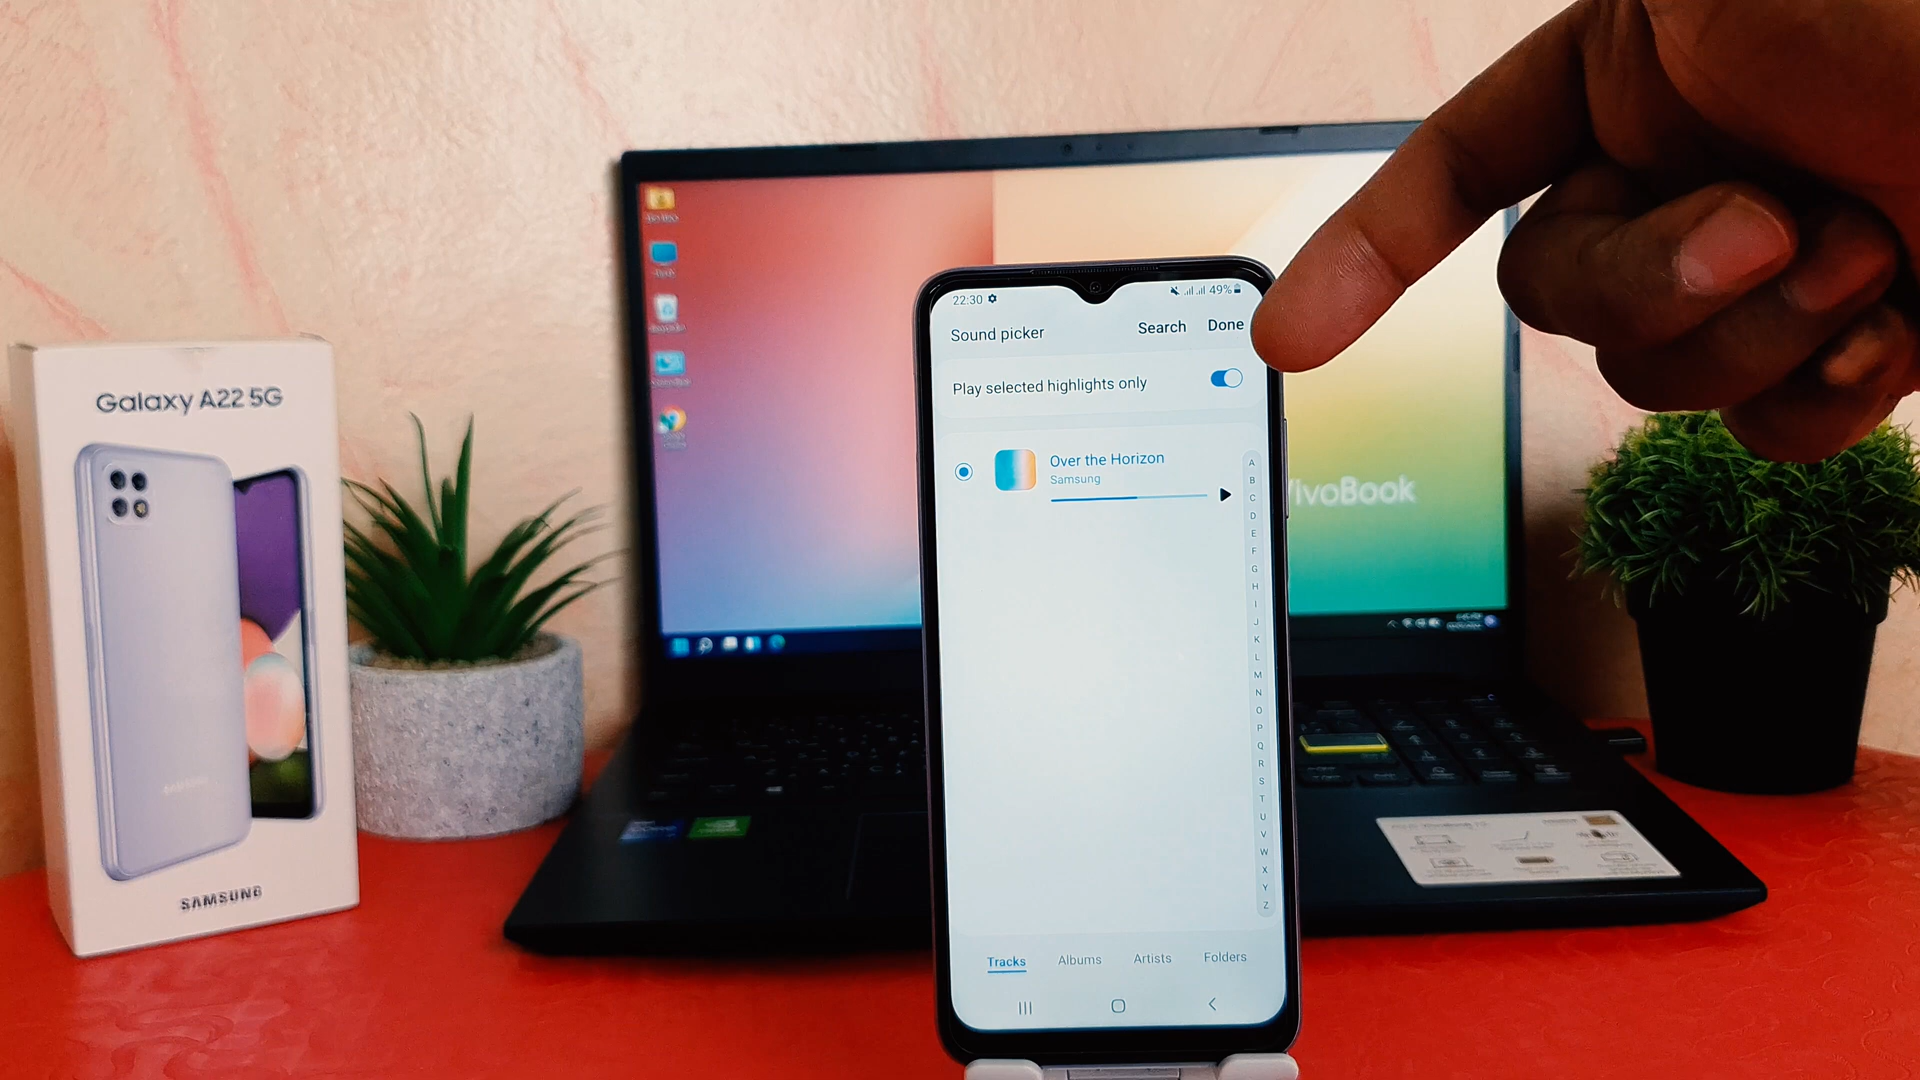 Galaxy A22 5G
SAMSUNG
22:30
49%
Sound picker
Search
Done
Play selected highlights only
Over the Horizon
Samsung
A
B
C
D
E
F
G
H
I
J
K
L
M
N
O
P
Q
R
S
T
U
V
W
X
Y
Z
Tracks
Albums
Artists
Folders
VivoBook